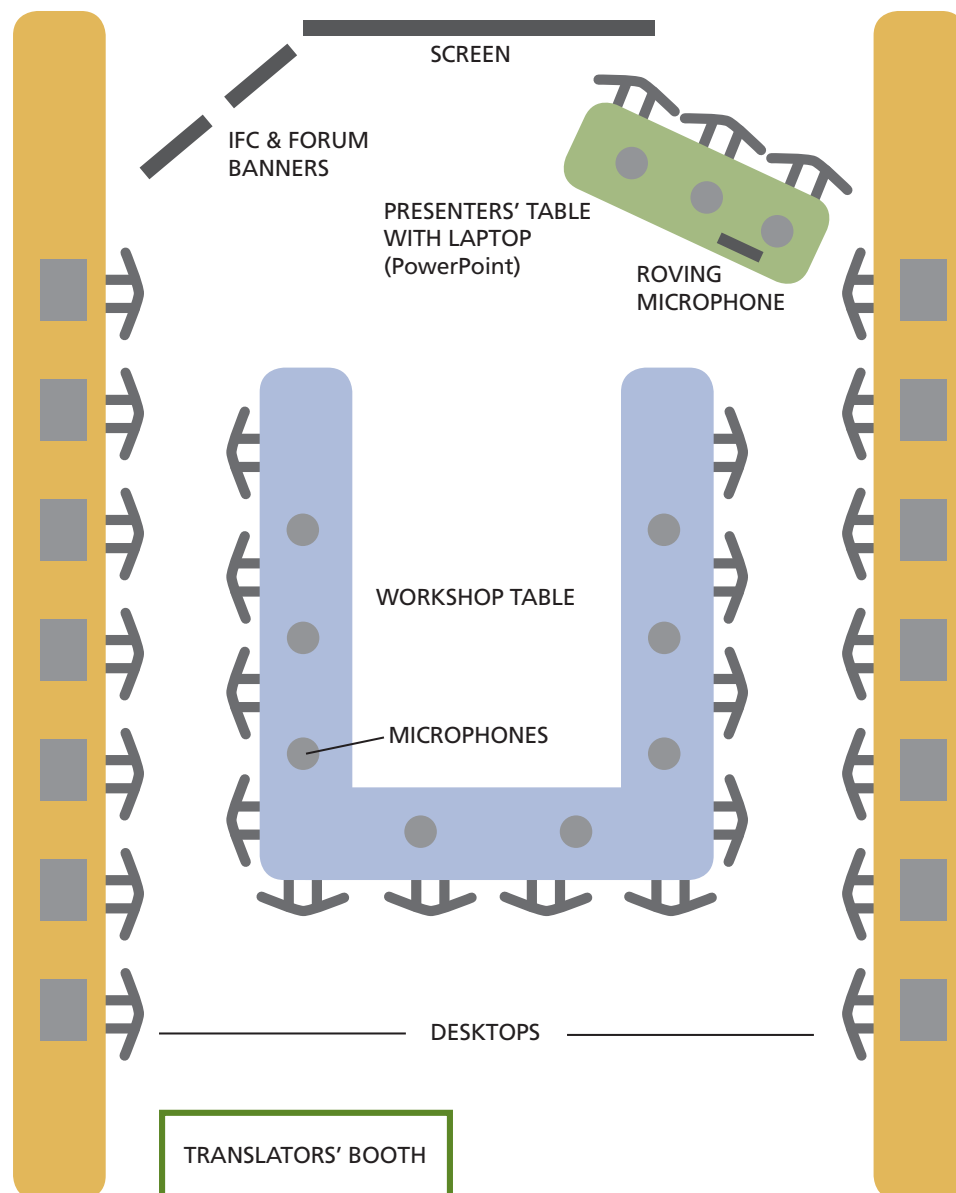 SCREEN
IFC & FORUM
BANNERS
PRESENTERS’ TABLE
WITH LAPTOP
(PowerPoint)
ROVING
MICROPHONE
WORKSHOP TABLE
MICROPHONES
DESKTOPS
TRANSLATORS’ BOOTH